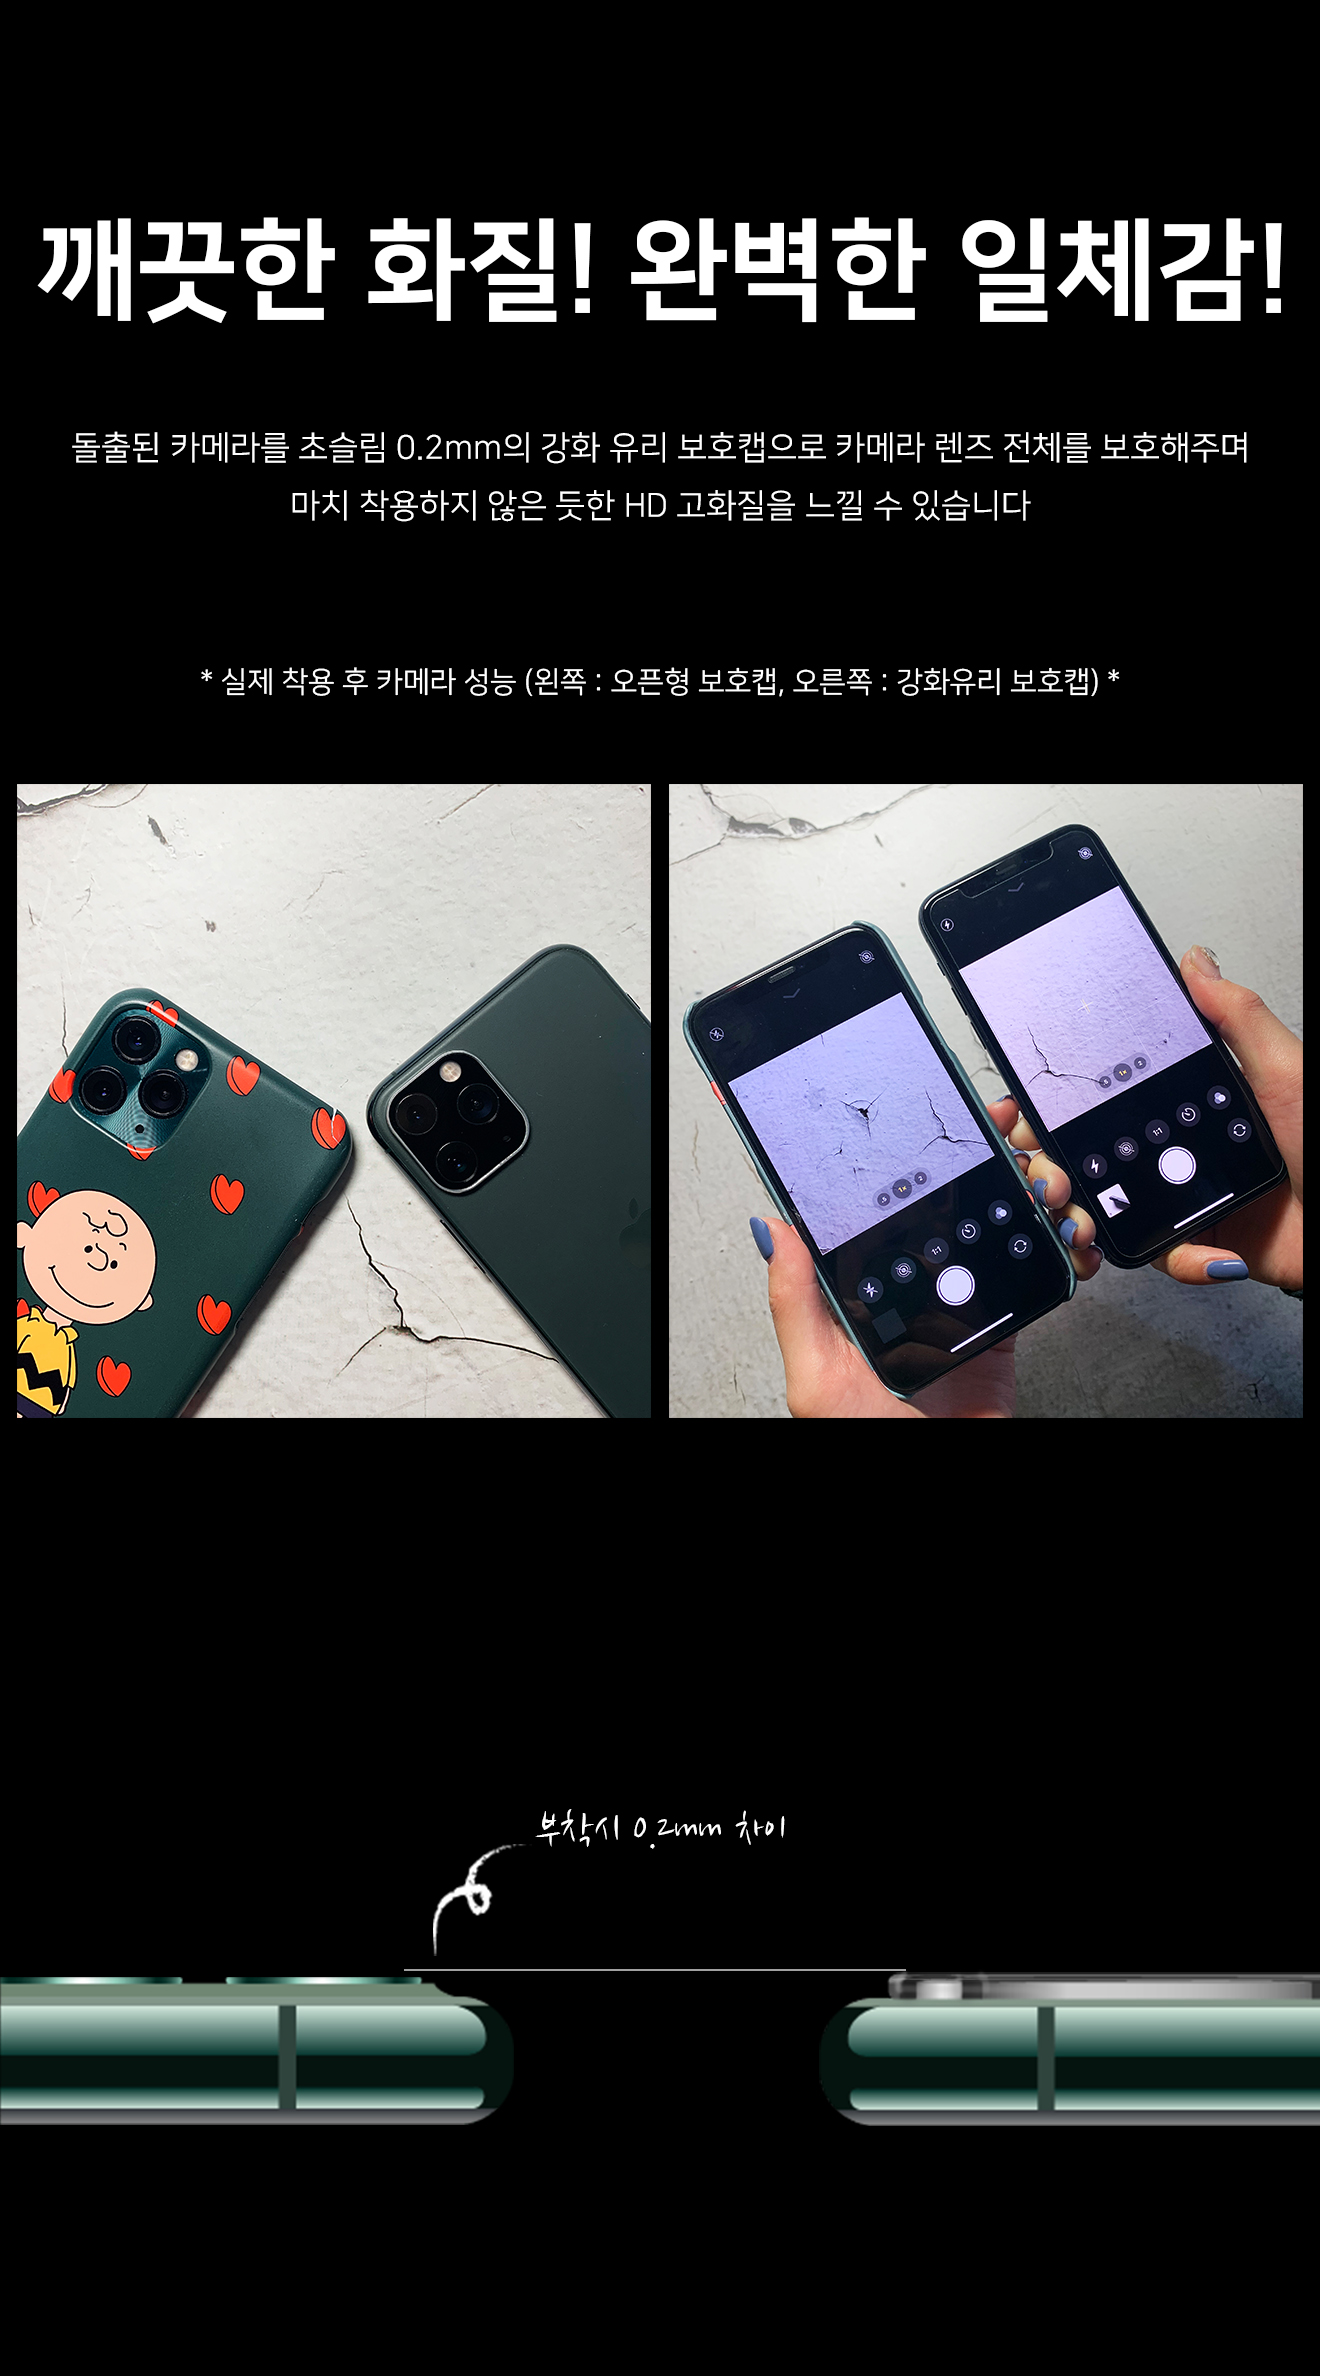 깨끗한 화질! 완벽한 일체감!
돌출된 카메라를 초슬림 0.2mm의 강화 유리 보호캡으로 카메라 렌즈 전체를 보호해주며
마치 착용하지 않은 듯한 HD 고화질을 느낄 수 있습니다
* 실제 착용 후 카메라 성능 (왼쪽 : 오픈형 보호캡, 오른쪽 : 강화유리 보호캡) *
부착시 0.2mm 차이